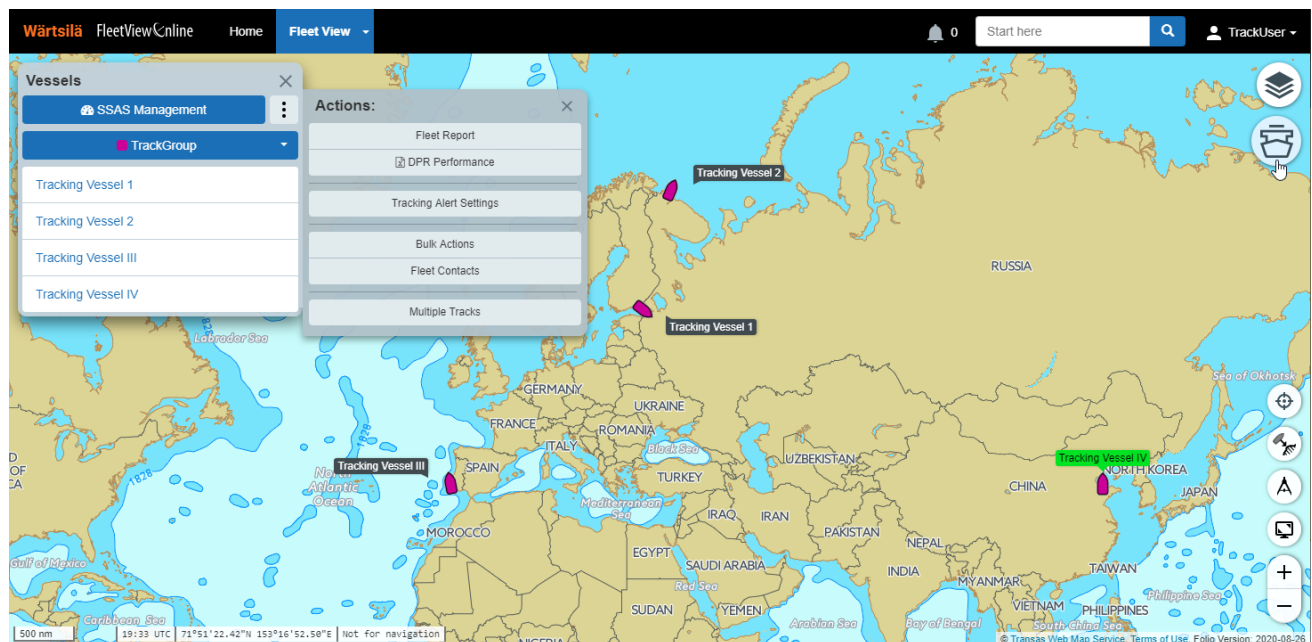 Wärtsilä FleetViewOnline Home Fleet View 0 Start here TrackUser
Vessels
SSAS Management
TrackGroup
Tracking Vessel 1
Tracking Vessel 2
Tracking Vessel III
Tracking Vessel IV
Actions:
Fleet Report
DPR Performance
Tracking Alert Settings
Bulk Actions
Fleet Contacts
Multiple Tracks
Tracking Vessel 2
RUSSIA
Tracking Vessel 1
1828
Labrador Sea
Sea of Okhotsk
GERMANY
UKRAINE
FRANCE
ROMANIA
1828
ITALY
Black Sea
UZBEKISTAN
Tracking Vessel IV
Tracking Vessel III
SPAIN
TURKEY
NORTH KOREA
1828
North Atlantic Ocean
CHINA
JAPAN
Mediterranean Sea
IRAQ
IRAN
MOROCCO
PAKISTAN
NEPAL
EGYPT
Gulf of Mexico
SAUDI ARABIA
INDIA
TAIWAN
MYANMAR
Red Sea
Philippine Sea
SUDAN
YEMEN
VIETNAM
PHILIPPINES
Caribbean Sea
Arabian Sea
Bay of Bengal
South China Sea
500 nm 19:33 UTC 71°51'22.42"N 153°16'52.50"E Not for navigation
© Transas Web Map Service. Terms of Use. Folio Version: 2020-08-26